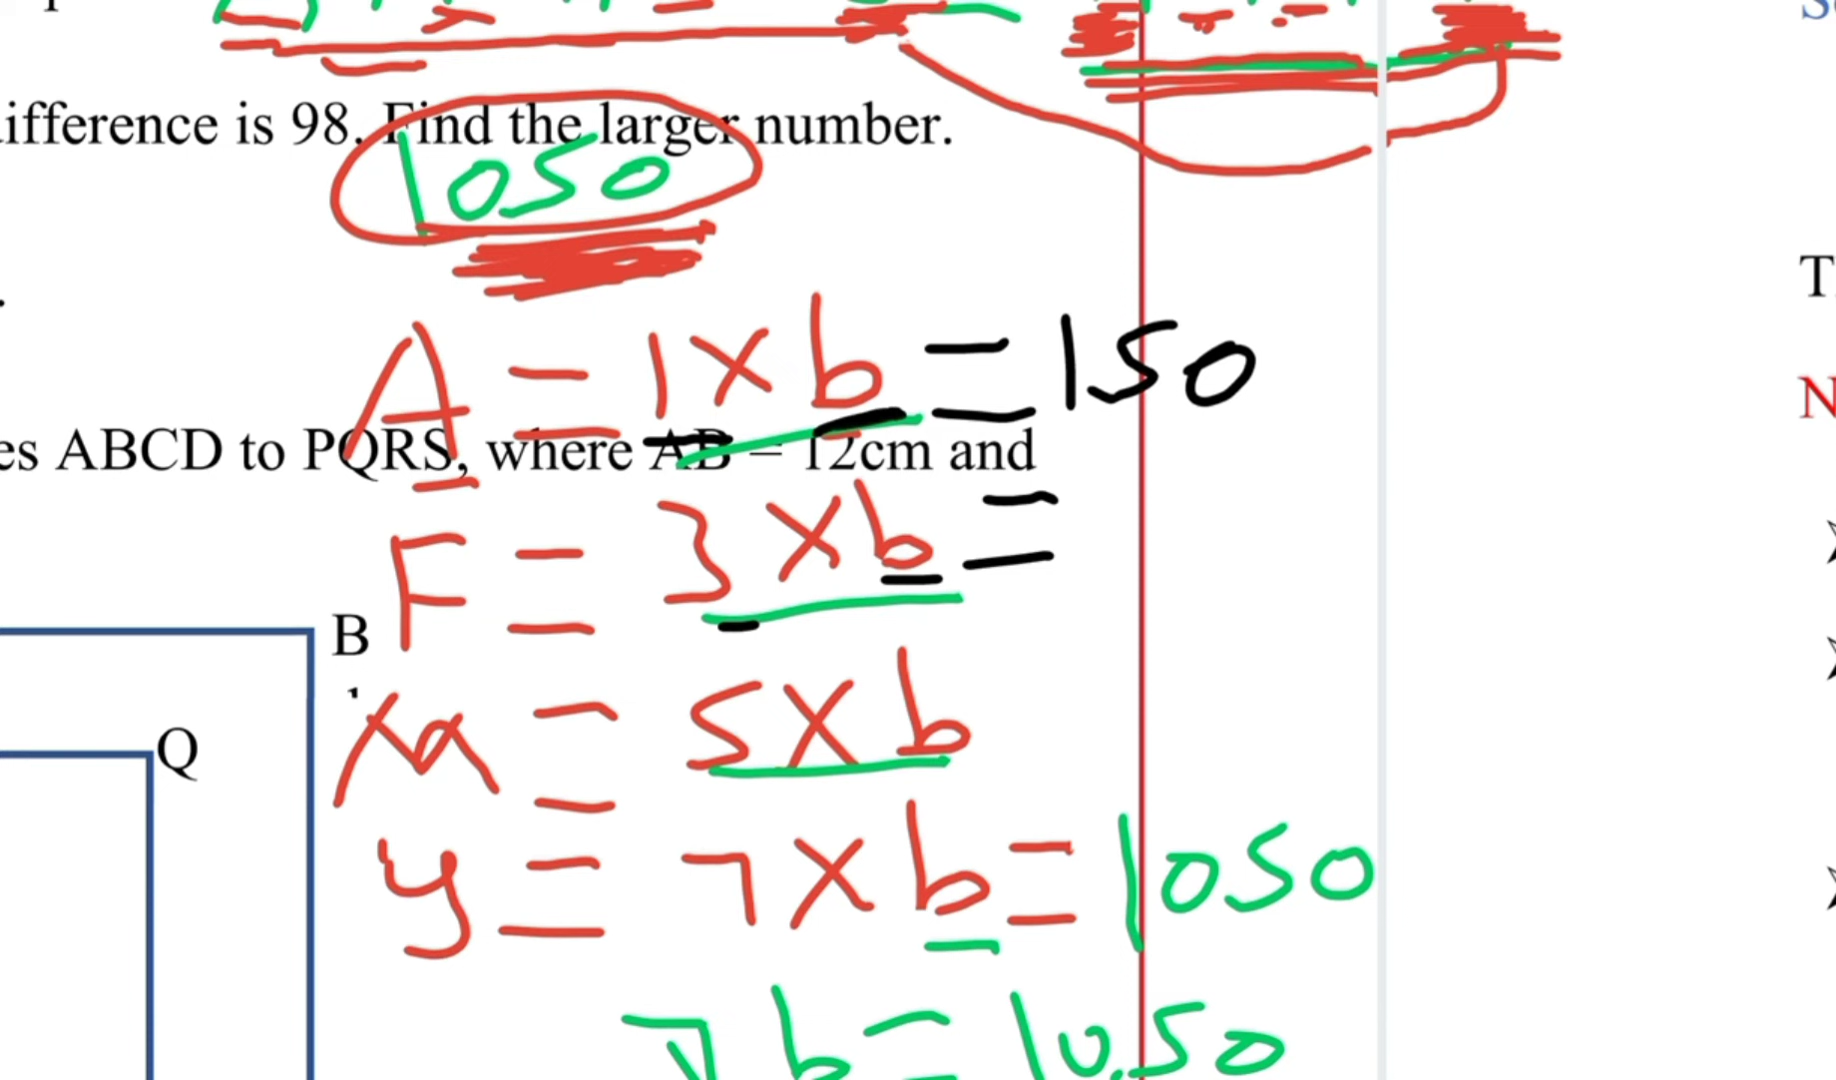 ifference is 98. Find the larger number.
1050
A = 1 x b = 150
es ABCD to PQRS, where AB = 12cm and
F = 3 x b =
B
= 5 x b
Q
y = 7 x b = 1050
7b = 1050
T
N